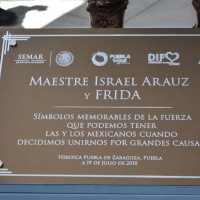 SEMAR
PUEBLA
DIF
MAESTRE ISRAEL ARAUZ
Y FRIDA
SÍMBOLOS MEMORABLES DE LA FUERZA
QUE PODEMOS TENER
LAS Y LOS MEXICANOS CUANDO
DECIDIMOS UNIRNOS POR GRANDES CAUSAS
HEROICA PUEBLA DE ZARAGOZA, PUEBLA
A 19 DE JULIO DE 2018